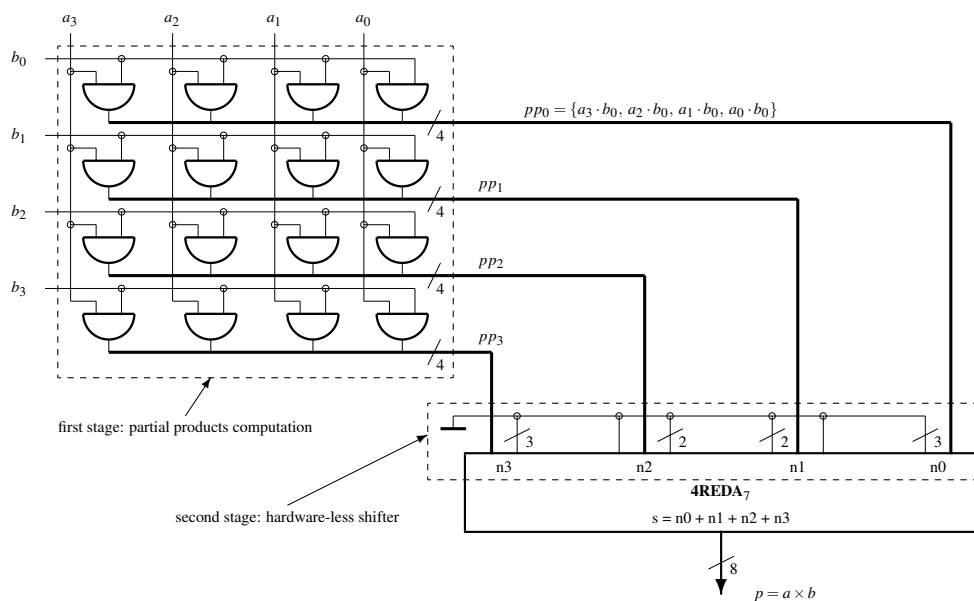 a3 a2 a1 a0
b0
pp0 = {a3 · b0, a2 · b0, a1 · b0, a0 · b0}
4
b1
pp1
4
b2
pp2
4
b3
pp3
4
first stage: partial products computation
3 2 2 3
n3 n2 n1 n0
4REDA7
second stage: hardware-less shifter
s = n0 + n1 + n2 + n3
8
p = a × b